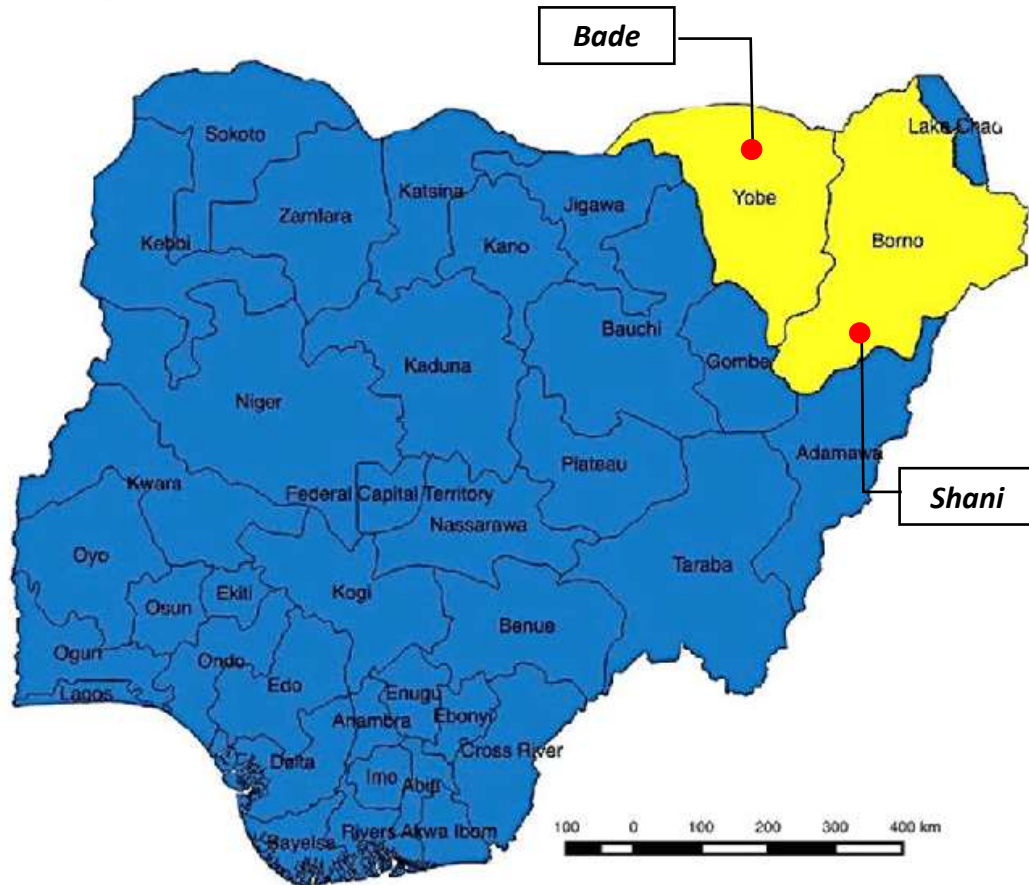 Bade
Lake Chad
Sokoto
Katsina
Yobe
Zamfara
Jigawa
Kebbi
Kano
Borno
Bauchi
Kaduna
Gombe
Niger
Adamawa
Plateau
Kwara
Federal Capital Territory
Shani
Nassarawa
Oyo
Taraba
Ekiti
Kogi
Osun
Benue
Ogun
Ondo
Edo
Lagos
Enugu
Anambra
Ebonyi
Cross River
Delta
Imo
Abia
Rivers
Akwa Ibom
Bayelsa
100 0 100 200 300 400 km